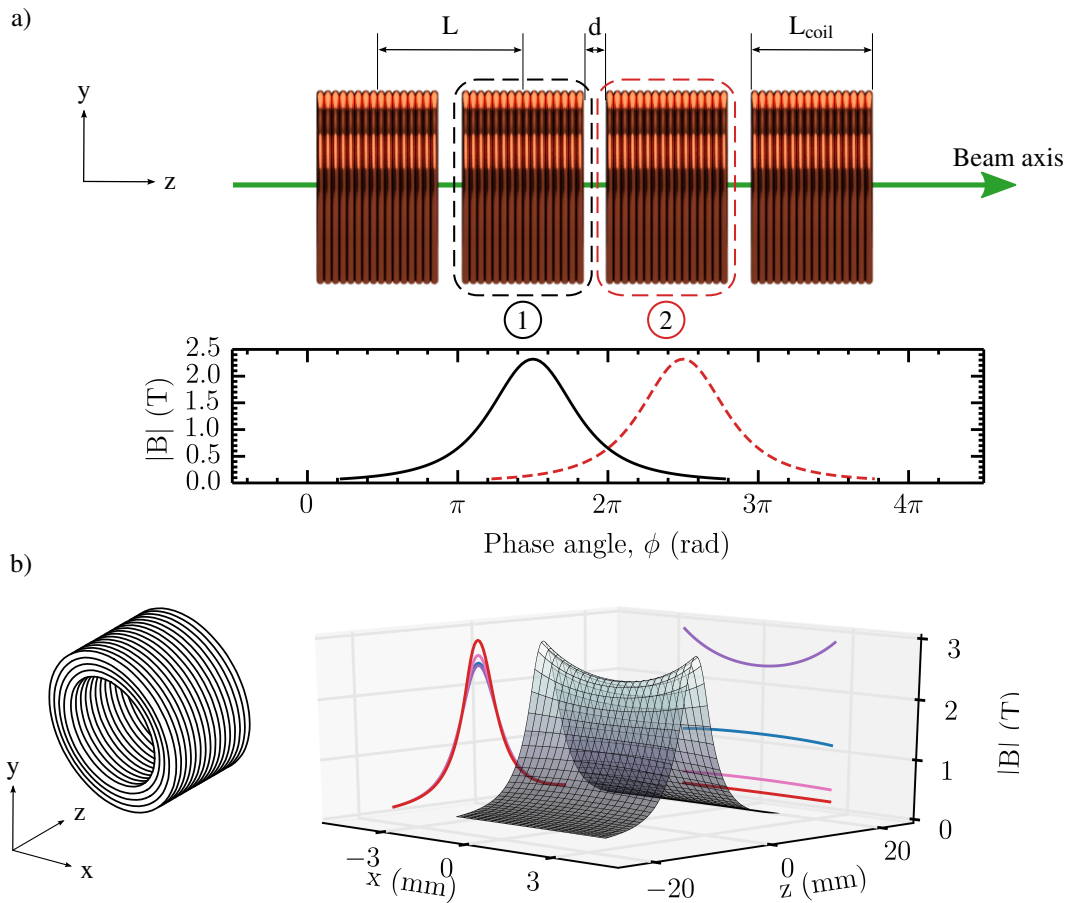 a)
L
d
L_coil
y
z
Beam axis
1
2
|B| (T)
2.5
2.0
1.5
1.0
0.5
0.0
0
π
2π
3π
4π
Phase angle, ϕ (rad)
b)
y
z
x
3
2
1
0
|B| (T)
−3
0
3
x (mm)
−20
0
20
z (mm)